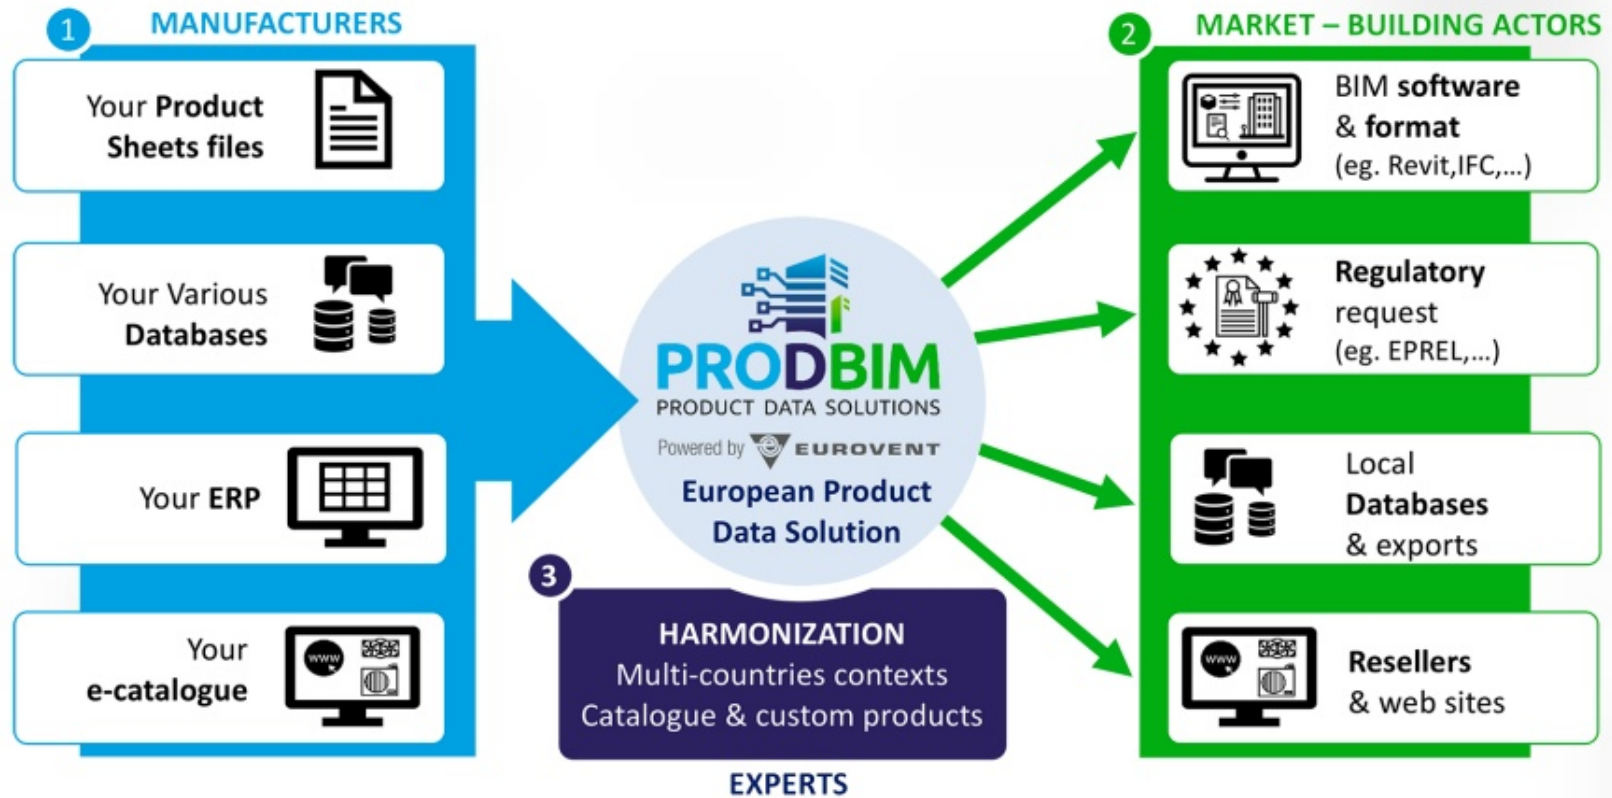 1
MANUFACTURERS
Your Product
Sheets files
Your Various
Databases
Your ERP
Your
e-catalogue
www
PRODBIM
PRODUCT DATA SOLUTIONS
Powered by EUROVENT
European Product
Data Solution
3
HARMONIZATION
Multi-countries contexts
Catalogue & custom products
EXPERTS
2
MARKET – BUILDING ACTORS
BIM software
& format
(eg. Revit,IFC,...)
Regulatory
request
(eg. EPREL,...)
Local
Databases
& exports
www
Resellers
& web sites